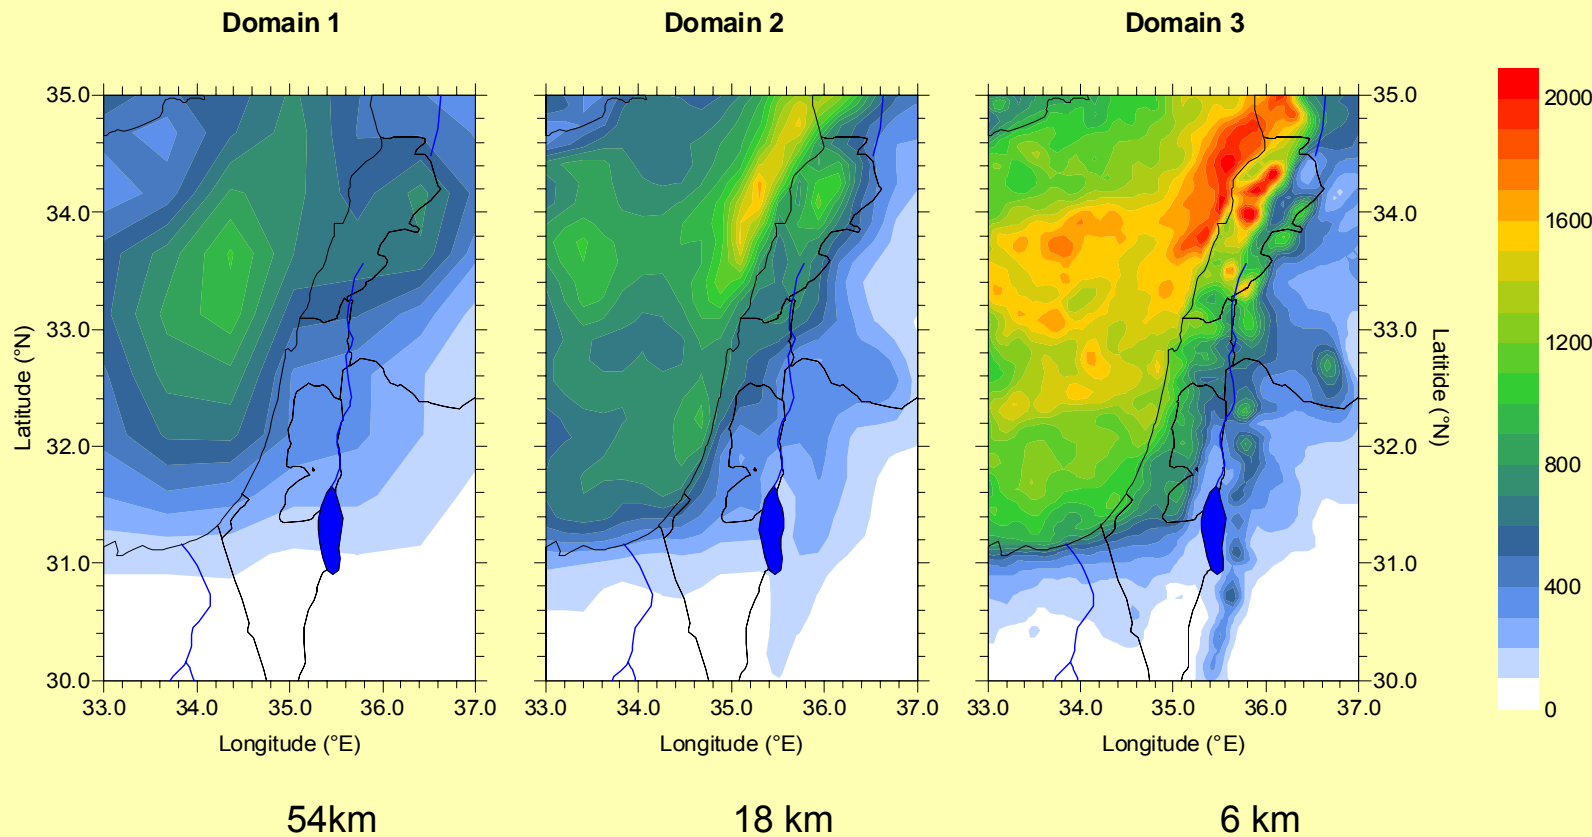 Domain 1
Domain 2
Domain 3
35.0
34.0
33.0
32.0
31.0
30.0
Latitude (°N)
33.0 34.0 35.0 36.0 37.0
Longitude (°E)
33.0 34.0 35.0 36.0 37.0
Longitude (°E)
33.0 34.0 35.0 36.0 37.0
Longitude (°E)
35.0
34.0
33.0
32.0
31.0
30.0
Latitide (°N)
2000
1600
1200
800
400
0
54km
18 km
6 km